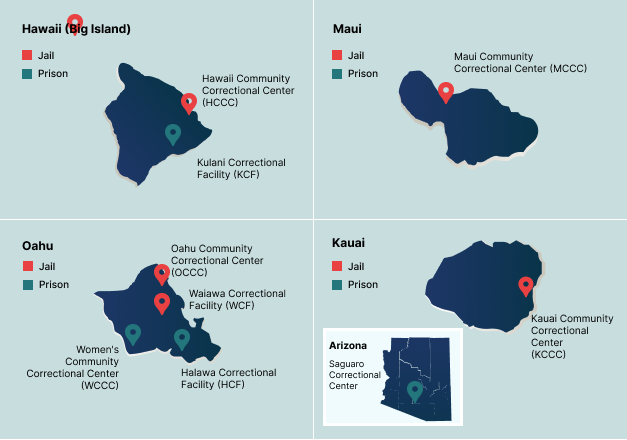 Hawaii (Big Island)
Jail
Prison
Hawaii Community
Correctional Center
(HCCC)
Kulani Correctional
Facility (KCF)
Maui
Jail
Prison
Maui Community
Correctional Center (MCCC)
Oahu
Jail
Prison
Oahu Community
Correctional Center
(OCCC)
Waiawa Correctional
Facility (WCF)
Women's
Community
Correctional Center
(WCCC)
Halawa Correctional
Facility (HCF)
Kauai
Jail
Prison
Kauai Community
Correctional
Center
(KCCC)
Arizona
Saguaro
Correctional
Center